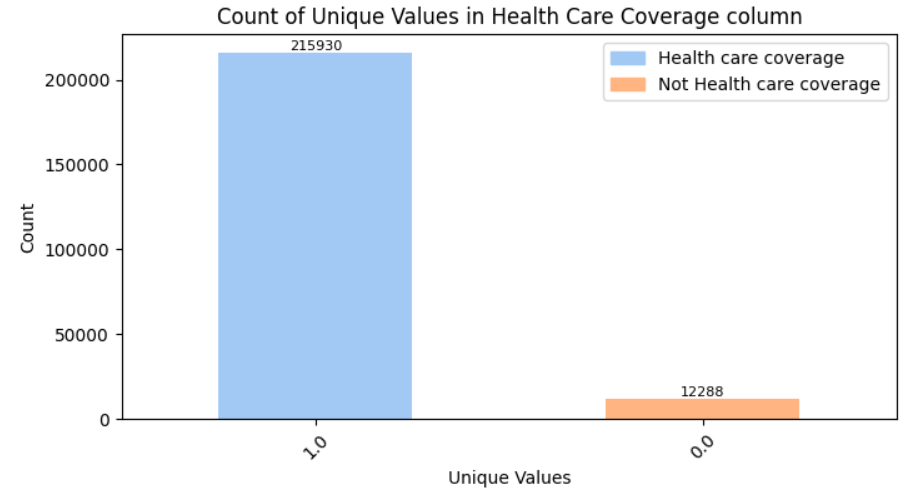 Count of Unique Values in Health Care Coverage column
215930
Health care coverage
Not Health care coverage
200000
150000
100000
50000
0
Count
12288
1.0
0.0
Unique Values